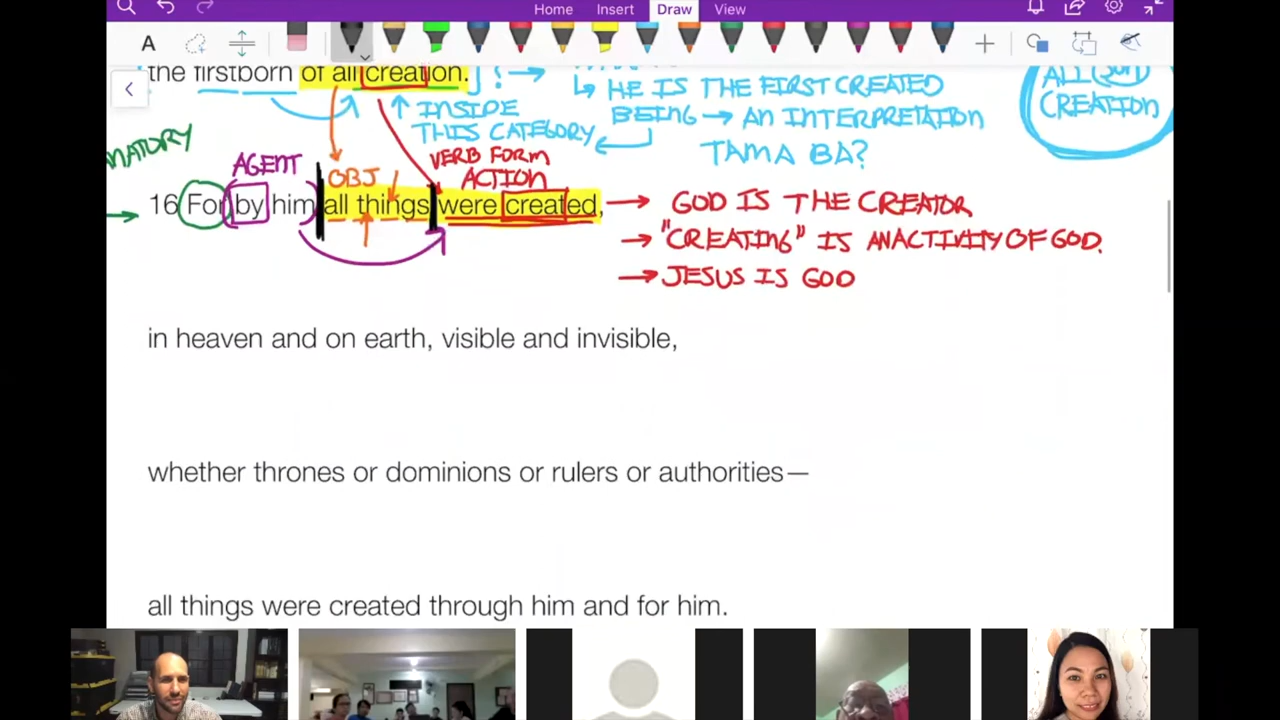 Home Insert Draw View
A
the firstborn of all creation. ? →
↳ HE IS THE FIRST CREATED
BEING → AN INTERPRETATION
TAMA BA?
CREATION
INSIDE
THIS CATEGORY
AGENT
OBJ
VERB FORM
ACTION
16 For by him all things were created,
→ GOD IS THE CREATOR
→ "CREATING" IS AN ACTIVITY OF GOD.
→ JESUS IS GOD
in heaven and on earth, visible and invisible,
whether thrones or dominions or rulers or authorities—
all things were created through him and for him.